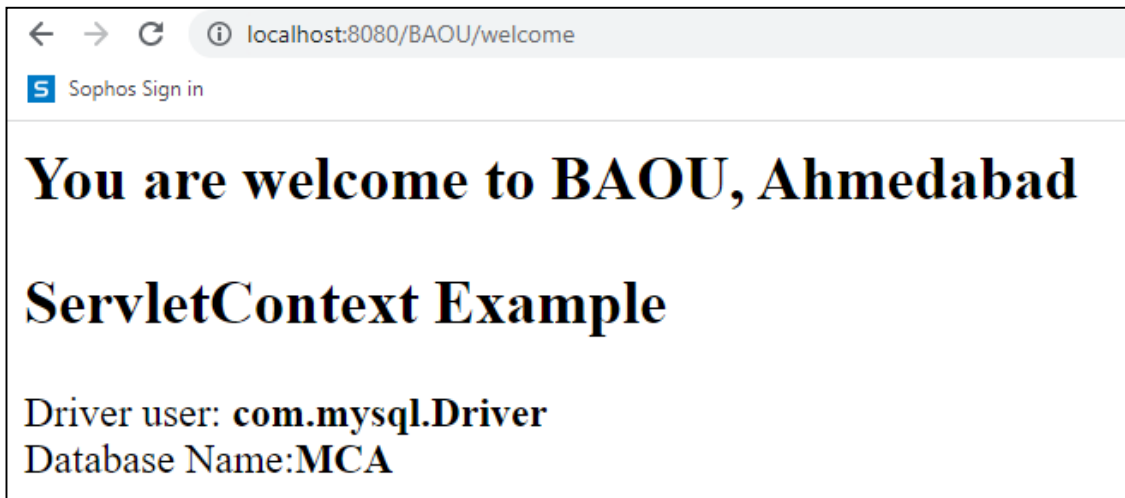 localhost:8080/BAOU/welcome
S Sophos Sign in
You are welcome to BAOU, Ahmedabad
ServletContext Example
Driver user: com.mysql.Driver
Database Name:MCA